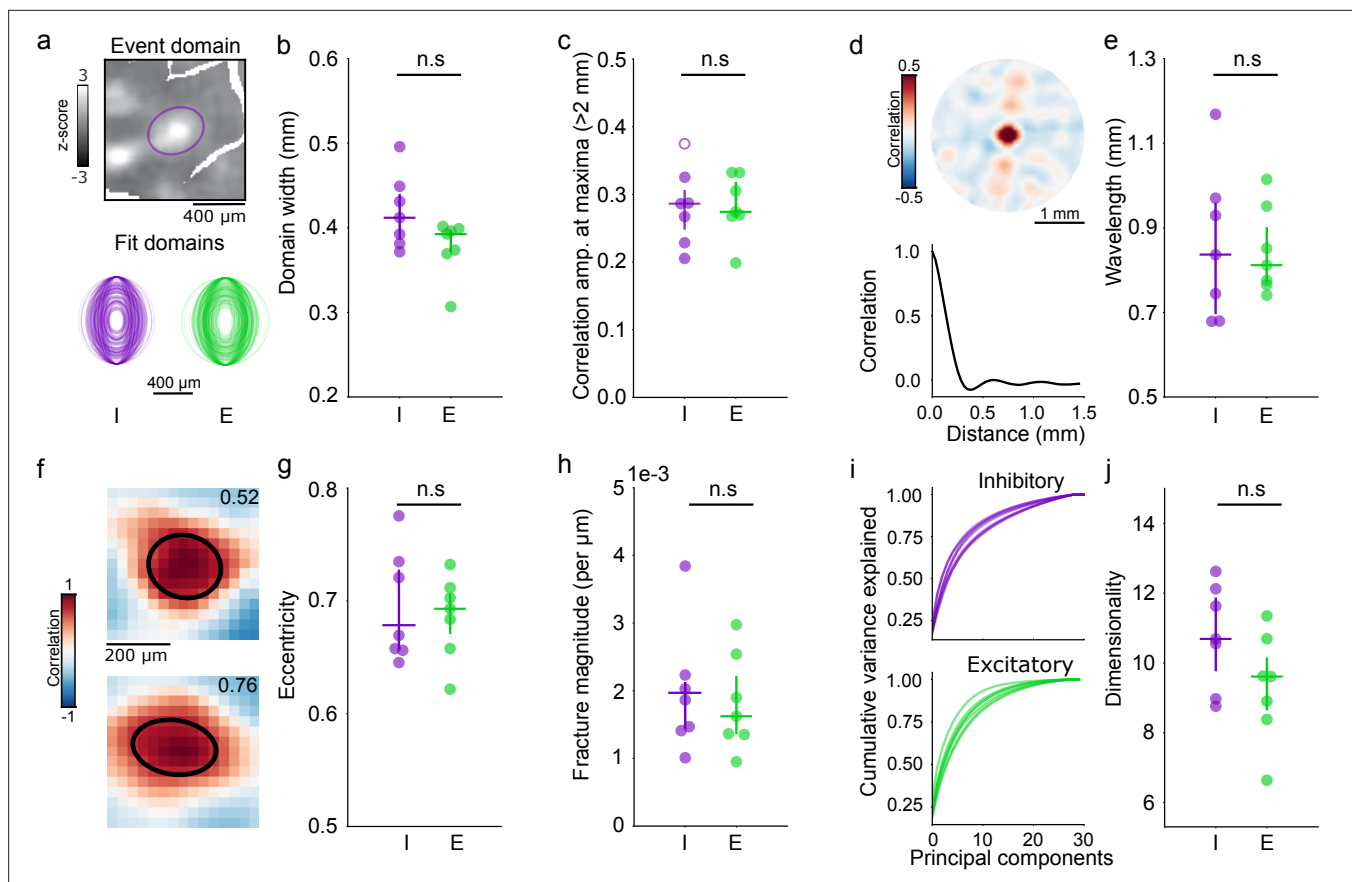 a
Event domain
3
z-score
-3
400 µm
Fit domains
400 µm
I
E
b
n.s
0.6
0.5
0.4
0.3
0.2
Domain width (mm)
I
E
c
n.s
0.5
0.4
0.3
0.2
0.1
0.0
Correlation amp. at maxima (>2 mm)
I
E
d
0.5
Correlation
-0.5
1 mm
Correlation
1.0
0.5
0.0
0.0
0.5
1.0
1.5
Distance (mm)
e
n.s
1.3
1.1
0.9
0.7
0.5
Wavelength (mm)
I
E
f
0.52
1
Correlation
-1
200 µm
0.76
g
n.s
0.8
0.7
0.6
0.5
Eccentricity
I
E
h
1e-3
n.s
5
4
3
2
1
0
Fracture magnitude (per µm)
I
E
i
Inhibitory
1.00
0.75
0.50
0.25
Excitatory
1.00
0.75
0.50
0.25
Cumulative variance explained
0
10
20
30
Principal components
j
n.s
14
12
10
8
6
Dimensionality
I
E